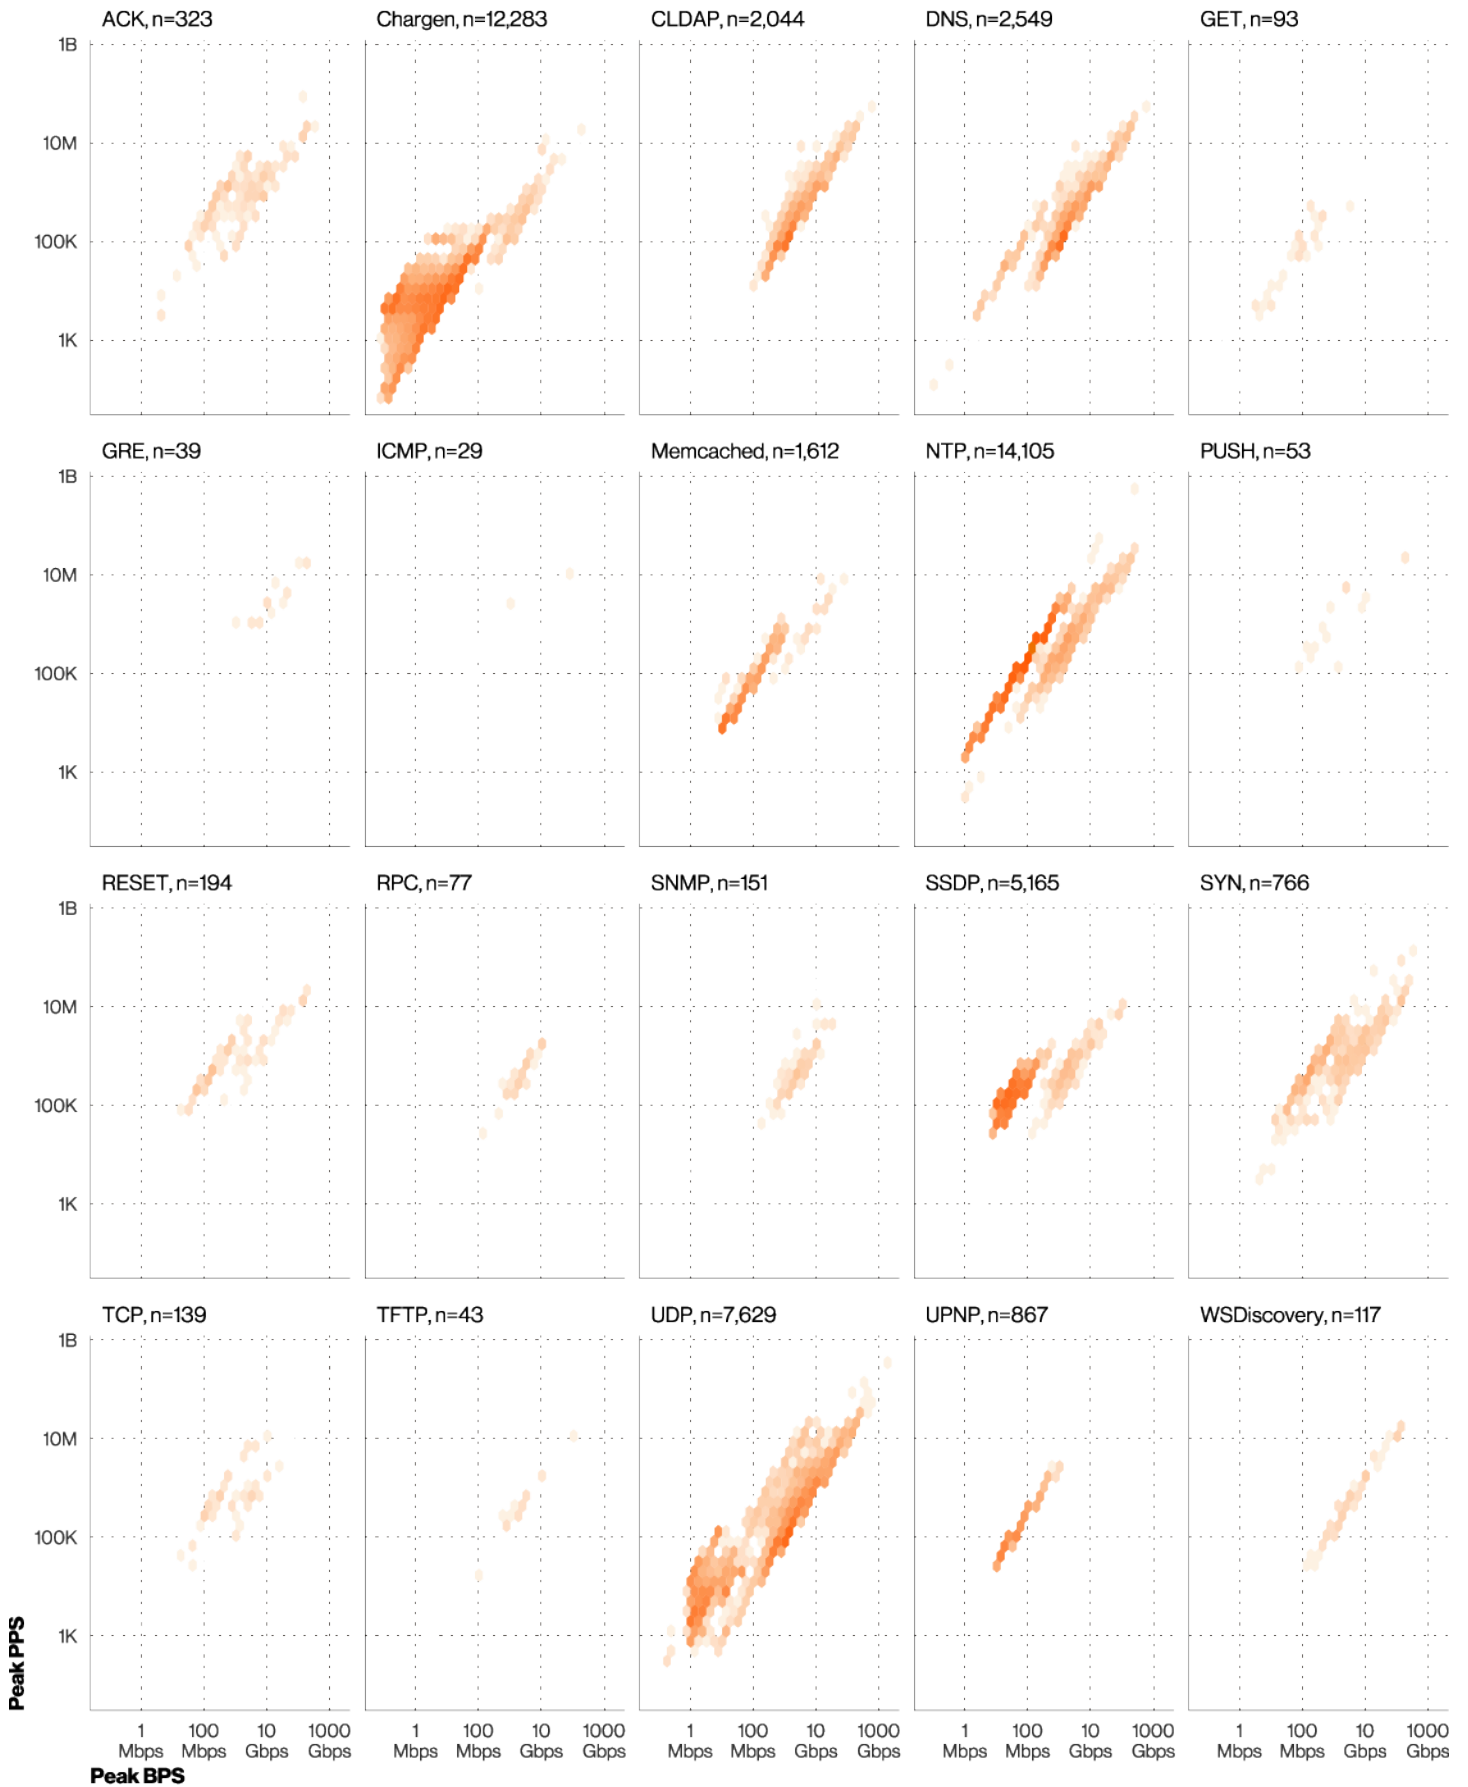 ACK, n=323
Chargen, n=12,283
CLDAP, n=2,044
DNS, n=2,549
GET, n=93
1B
10M
100K
1K
GRE, n=39
ICMP, n=29
Memcached, n=1,612
NTP, n=14,105
PUSH, n=53
1B
10M
100K
1K
RESET, n=194
RPC, n=77
SNMP, n=151
SSDP, n=5,165
SYN, n=766
1B
10M
100K
1K
TCP, n=139
TFTP, n=43
UDP, n=7,629
UPNP, n=867
WSDiscovery, n=117
1B
10M
100K
1K
Peak PPS
1 100 10 1000 1 100 10 1000 1 100 10 1000 1 100 10 1000 1 100 10 1000
Mbps Mbps Gbps Gbps Mbps Mbps Gbps Gbps Mbps Mbps Gbps Gbps Mbps Mbps Gbps Gbps Mbps Mbps Gbps Gbps
Peak BPS